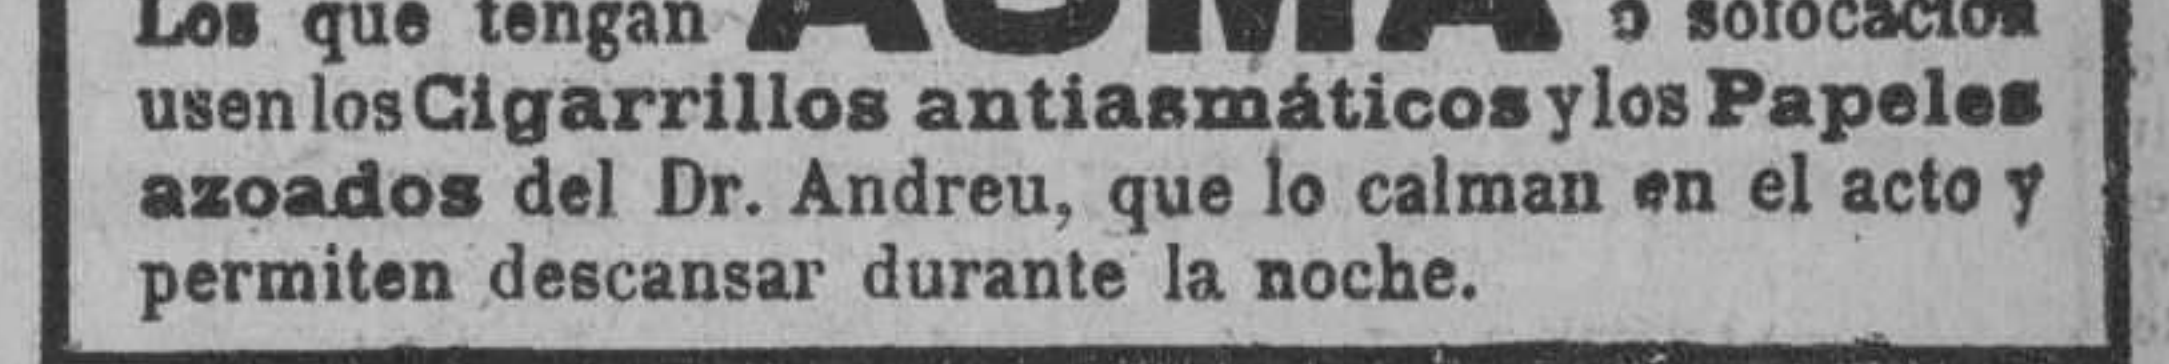 Los que tengan ASMA o sofocación
usen los Cigarrillos antiasmáticos y los Papeles
azoados del Dr. Andreu, que lo calman en el acto y
permiten descansar durante la noche.